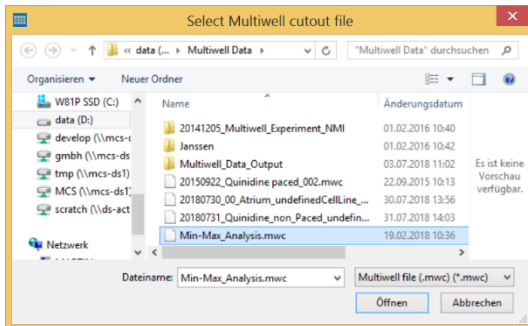 Select Multiwell cutout file
« data (... Multiwell Data
"Multiwell Data" durchsuchen
Organisieren Neuer Ordner
W81P SSD (C:)
data (D:)
develop (\\mcs-c
gmbh (\\mcs-ds
tmp (\\mcs-ds1)
MCS (\\mcs-ds1)
scratch (\\ds-act
Netzwerk
Name Änderungsdatum
20141205_Multiwell_Experiment_NMI 01.02.2016 10:40
Janssen 01.02.2016 10:42
Multiwell_Data_Output 03.07.2018 11:02
20150922_Quinidine paced_002.mwc 22.09.2015 10:13
20180730_00_Atrium_undefinedCellLine_... 30.07.2018 13:56
20180731_Quinidine_non_Paced_undefin... 31.07.2018 14:03
Min-Max_Analysis.mwc 19.02.2018 10:36
Es ist keine
Vorschau
verfügbar.
Dateiname: Min-Max_Analysis.mwc Multiwell file (.mwc) (*.mwc)
Öffnen Abbrechen